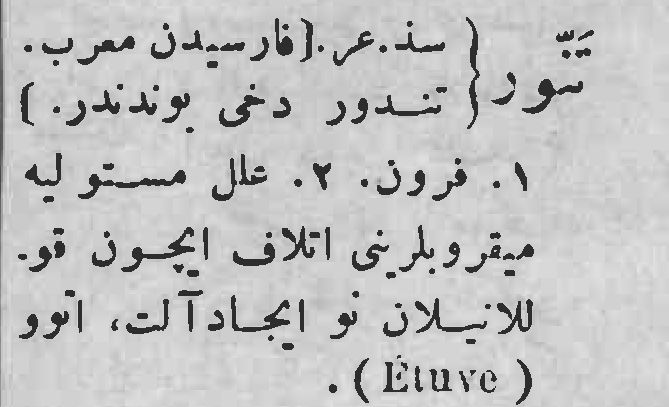 تَنّور { سذ. عر. [فارسیدن معرب.
تندور دخی بوندندر.]
۱. فرون. ۲. علل مستولیه
میقروبلرینی اتلاف ایچون قو.
للانیلان نو ایجاد آلت، اتوو
(Étuve).